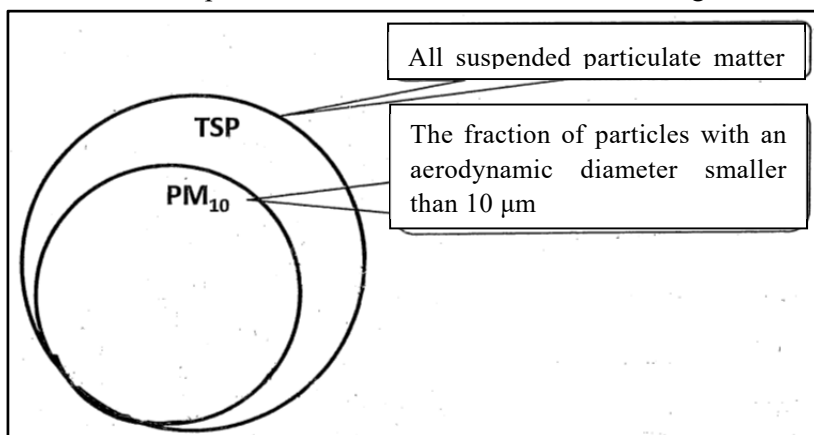 All suspended particulate matter
TSP
The fraction of particles with an
aerodynamic diameter smaller
than 10 μm
PM₁₀